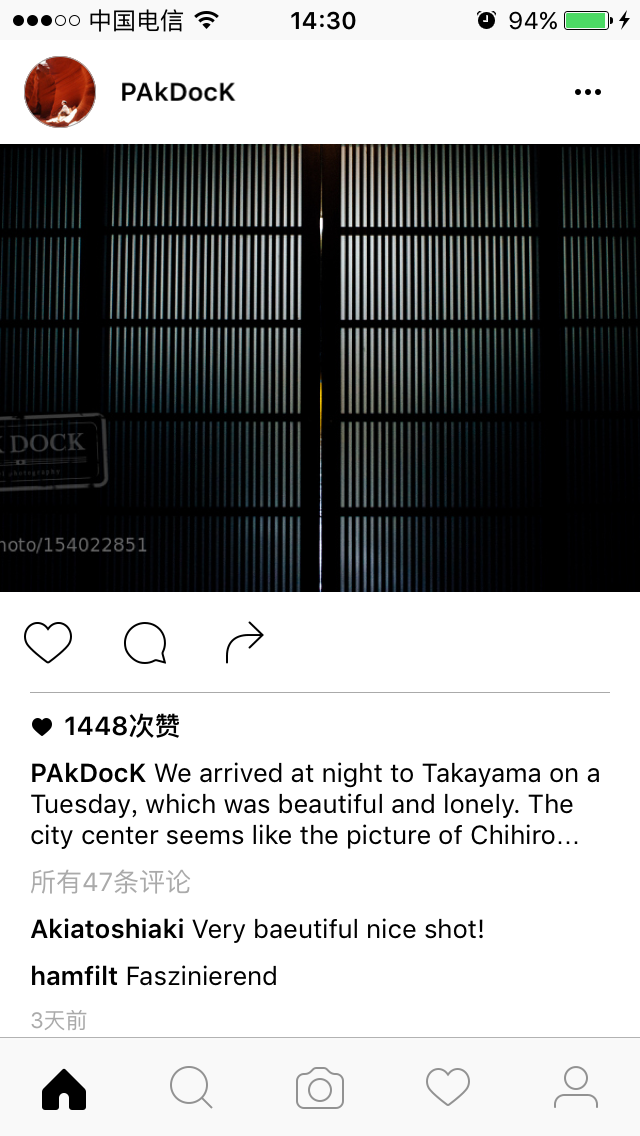 中国电信 14:30 94%
PAkDocK
K DOCK
photography
hoto/154022851
1448次赞
PAkDocK We arrived at night to Takayama on a
Tuesday, which was beautiful and lonely. The
city center seems like the picture of Chihiro...
所有47条评论
Akiatoshiaki Very baeutiful nice shot!
hamfilt Faszinierend
3天前